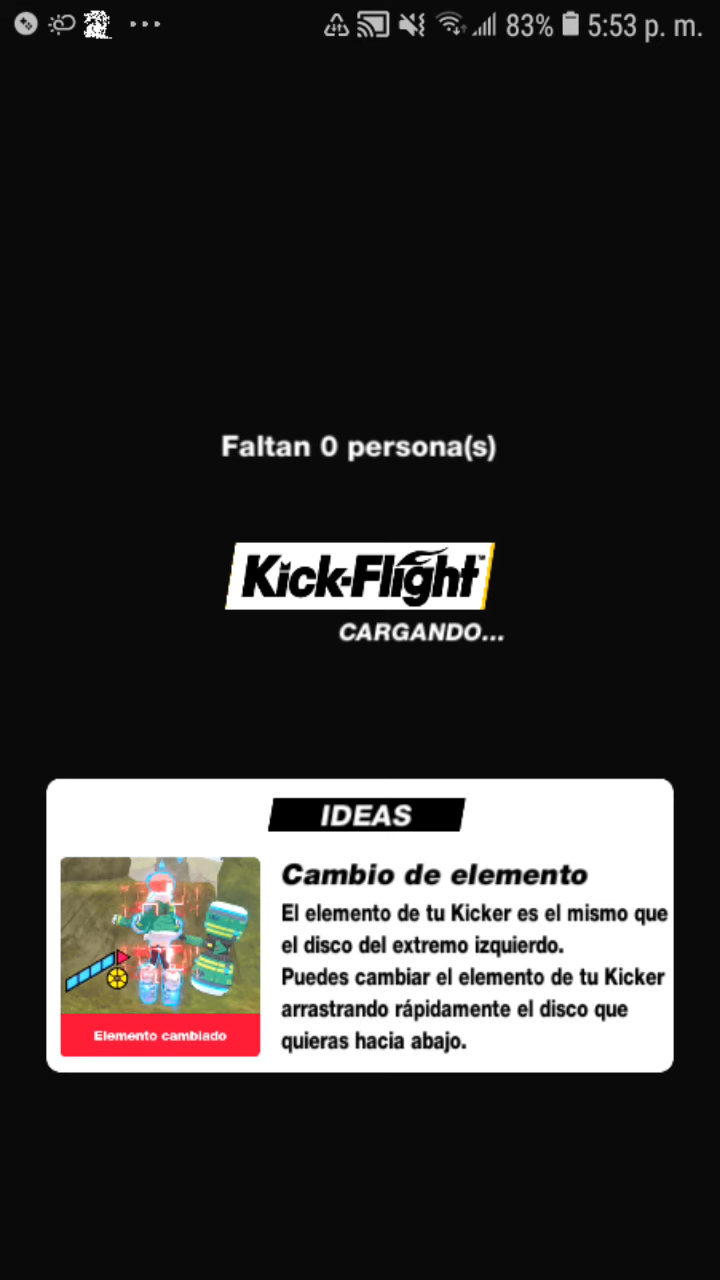 83% 5:53 p. m.
Faltan 0 persona(s)
Kick-Flight™
CARGANDO...
IDEAS
Cambio de elemento
El elemento de tu Kicker es el mismo que
el disco del extremo izquierdo.
Puedes cambiar el elemento de tu Kicker
arrastrando rápidamente el disco que
quieras hacia abajo.
Elemento cambiado